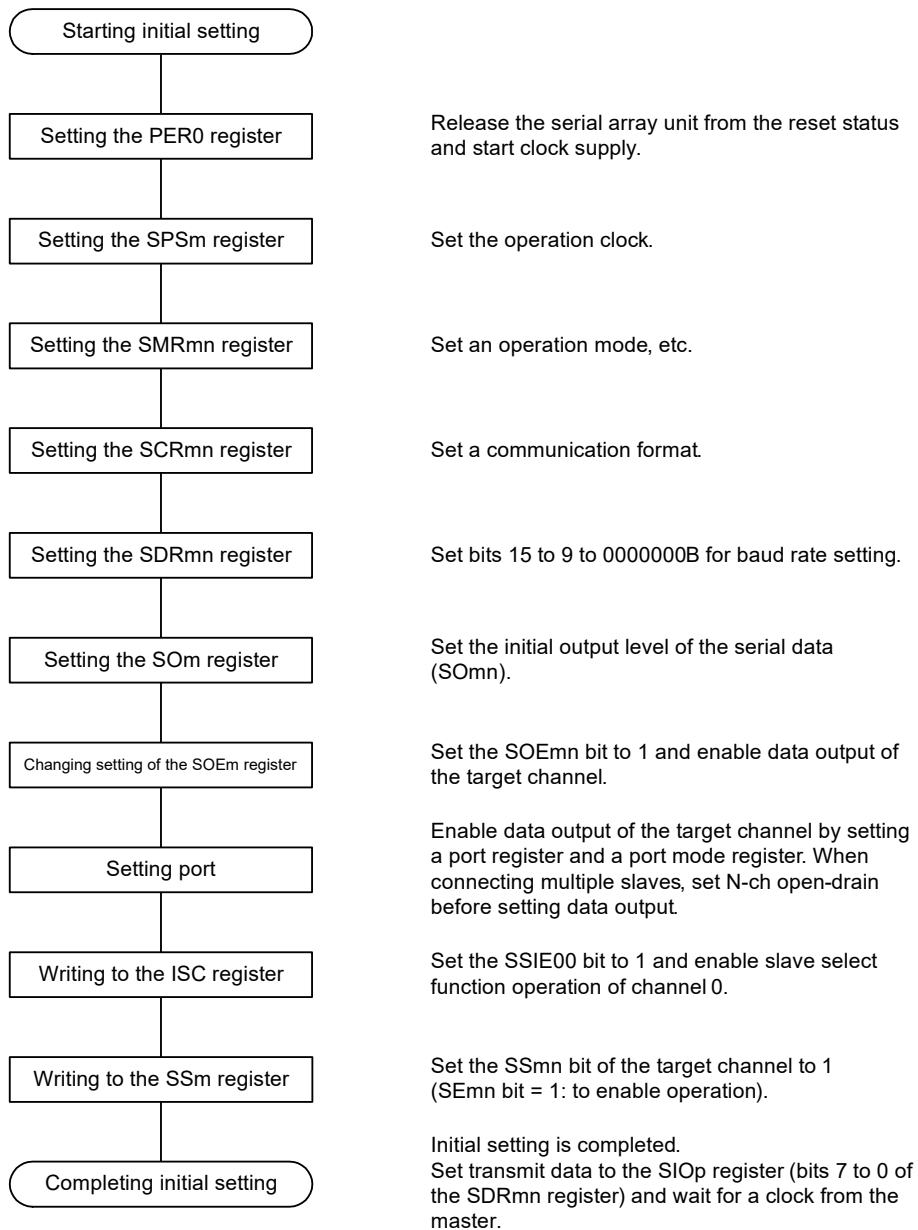 Starting initial setting
Setting the PER0 register
Release the serial array unit from the reset status
and start clock supply.
Setting the SPSm register
Set the operation clock.
Setting the SMRmn register
Set an operation mode, etc.
Setting the SCRmn register
Set a communication format.
Setting the SDRmn register
Set bits 15 to 9 to 0000000B for baud rate setting.
Setting the SOm register
Set the initial output level of the serial data
(SOmn).
Changing setting of the SOEm register
Set the SOEmn bit to 1 and enable data output of
the target channel.
Setting port
Enable data output of the target channel by setting
a port register and a port mode register. When
connecting multiple slaves, set N-ch open-drain
before setting data output.
Writing to the ISC register
Set the SSIE00 bit to 1 and enable slave select
function operation of channel 0.
Writing to the SSm register
Set the SSmn bit of the target channel to 1
(SEmn bit = 1: to enable operation).
Completing initial setting
Initial setting is completed.
Set transmit data to the SIOp register (bits 7 to 0 of
the SDRmn register) and wait for a clock from the
master.